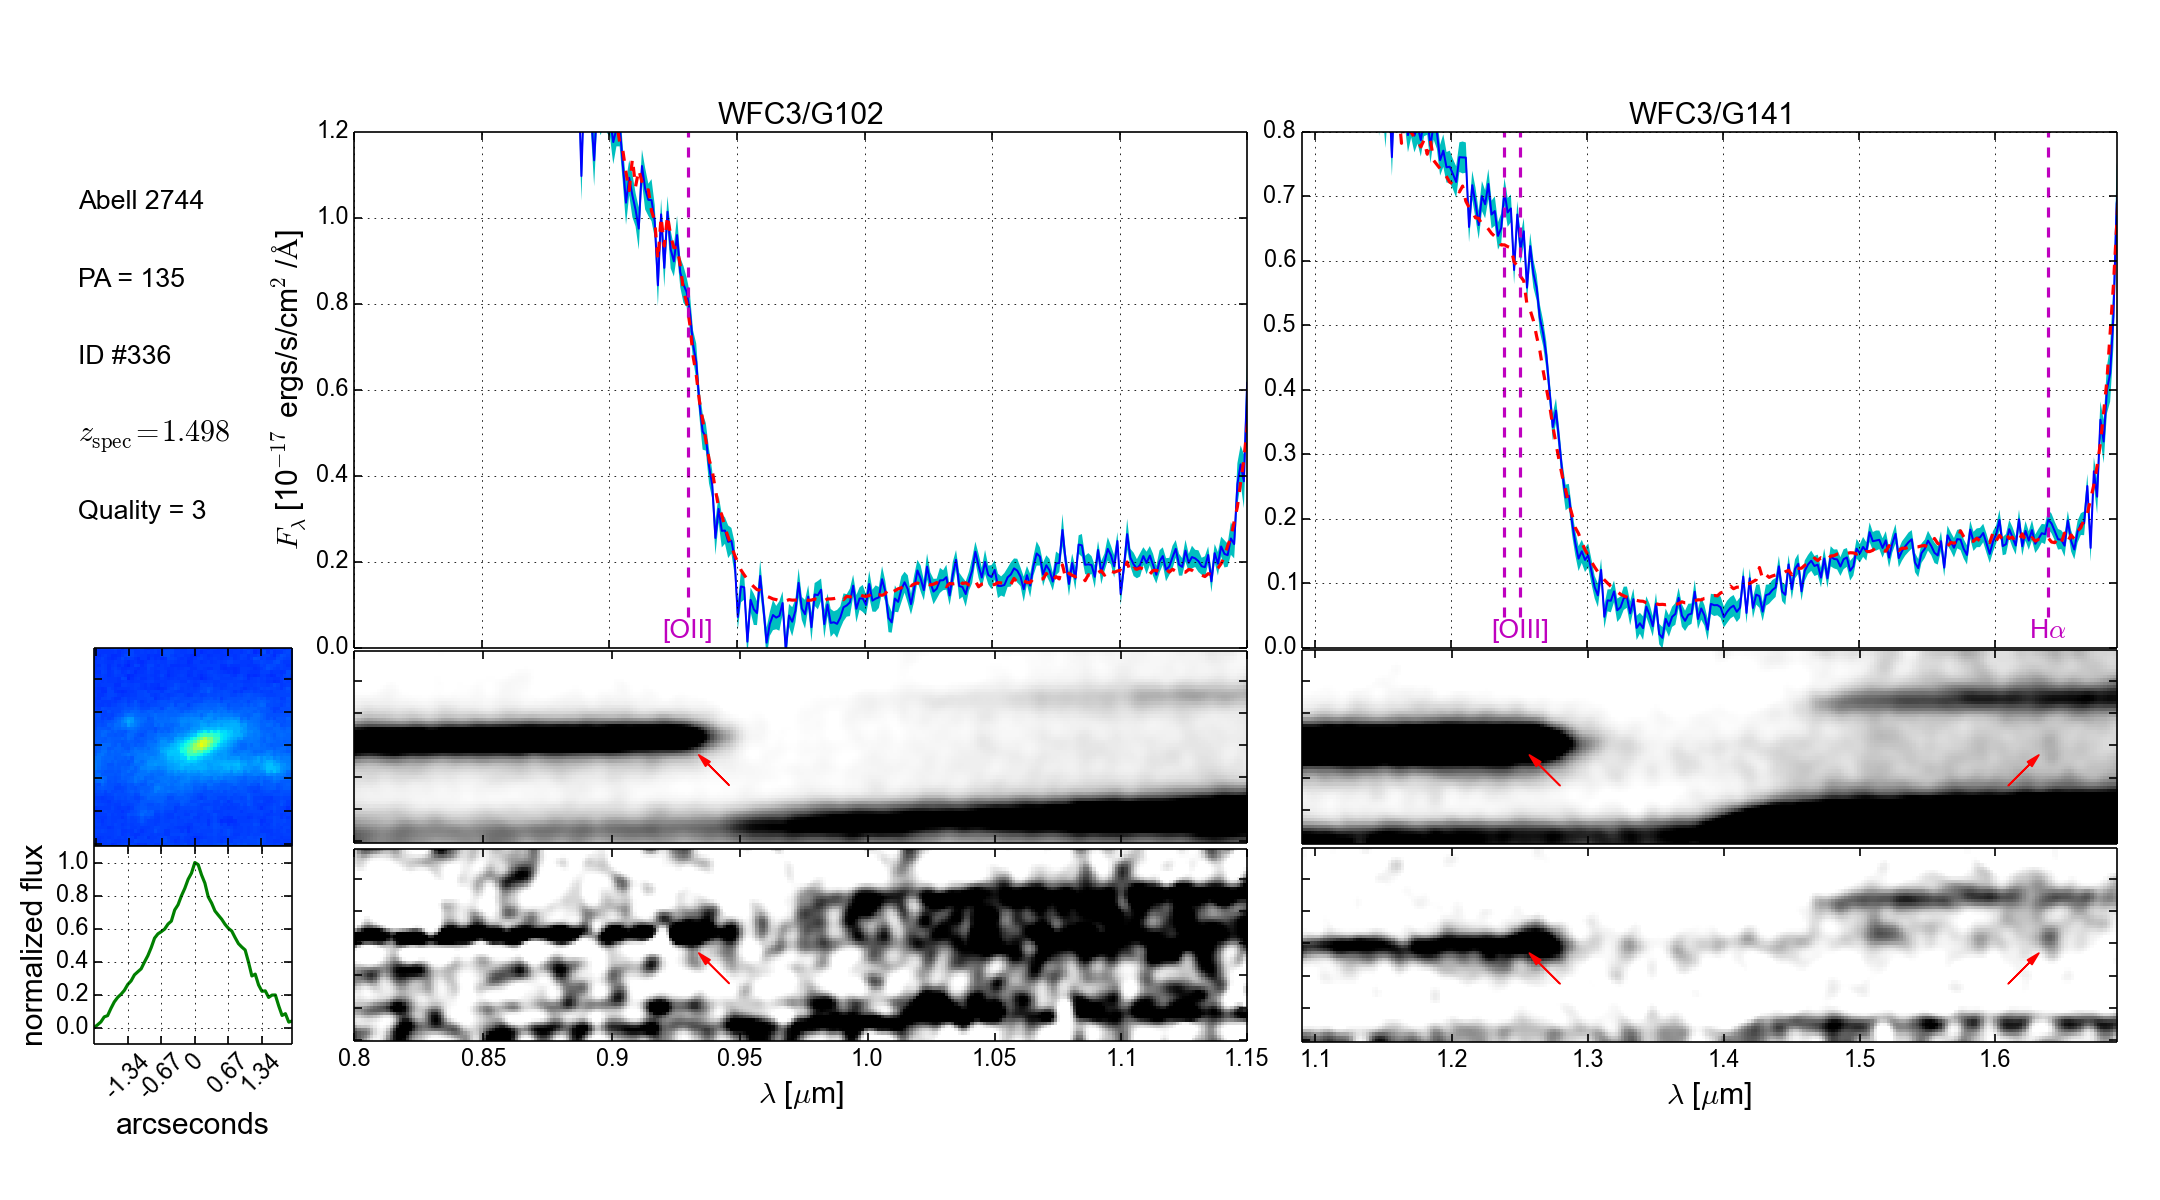 WFC3/G102
WFC3/G141
Abell 2744
PA = 135
ID #336
z_spec = 1.498
Quality = 3
F_λ [10^−17 ergs/s/cm^2 /Å]
1.2
1.0
0.8
0.6
0.4
0.2
0.0
[OII]
0.8
0.7
0.6
0.5
0.4
0.3
0.2
0.1
0.0
[OIII]
Hα
normalized flux
1.0
0.8
0.6
0.4
0.2
0.0
-1.34
-0.67
0
0.67
1.34
arcseconds
0.8 0.85 0.9 0.95 1.0 1.05 1.1 1.15
λ [μm]
1.1 1.2 1.3 1.4 1.5 1.6
λ [μm]